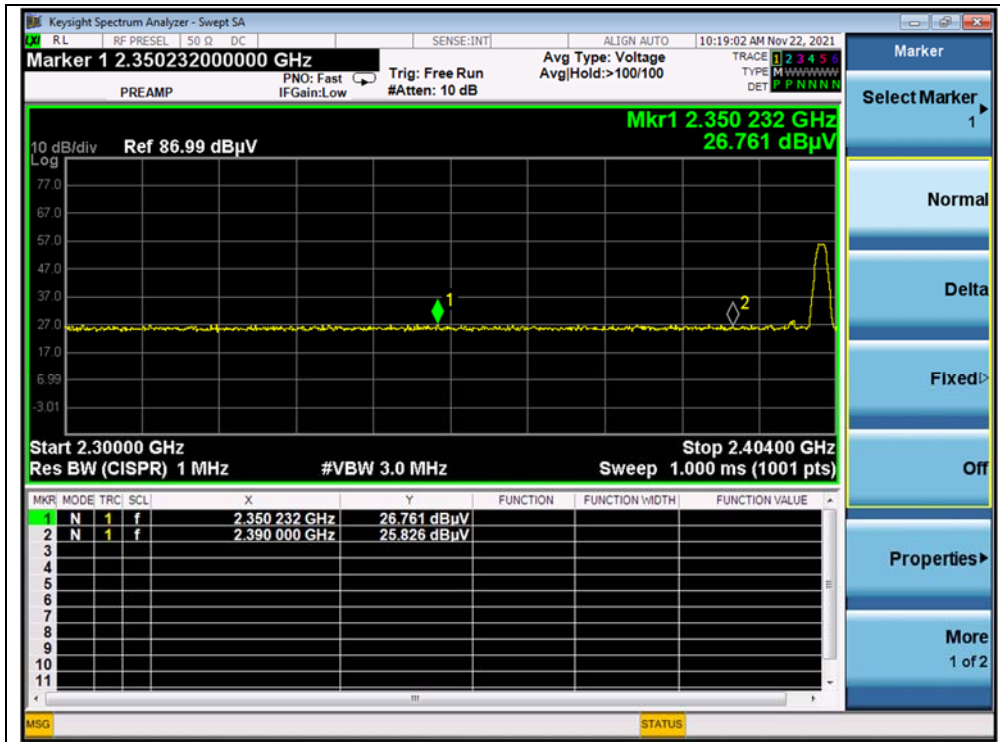 Keysight Spectrum Analyzer - Swept SA
LXI RL RF PRESEL 50 Ω DC SENSE:INT ALIGN AUTO 10:19:02 AM Nov 22, 2021
Marker 1 2.350232000000 GHz
PREAMP
PNO: Fast
IFGain:Low
Trig: Free Run
#Atten: 10 dB
Avg Type: Voltage
Avg|Hold:>100/100
TRACE 1 2 3 4 5 6
TYPE M W W W W W
DET P P N N N N
Mkr1 2.350 232 GHz
26.761 dBµV
10 dB/div Ref 86.99 dBµV
Log
77.0
67.0
57.0
47.0
37.0
27.0
17.0
6.99
-3.01
1
2
Start 2.30000 GHz Stop 2.40400 GHz
Res BW (CISPR) 1 MHz #VBW 3.0 MHz Sweep 1.000 ms (1001 pts)
MKR MODE TRC SCL X Y FUNCTION FUNCTION WIDTH FUNCTION VALUE
1 N 1 f 2.350 232 GHz 26.761 dBµV
2 N 1 f 2.390 000 GHz 25.826 dBµV
3
4
5
6
7
8
9
10
11
MSG STATUS
Marker
Select Marker
1
Normal
Delta
Fixed
Off
Properties
More
1 of 2